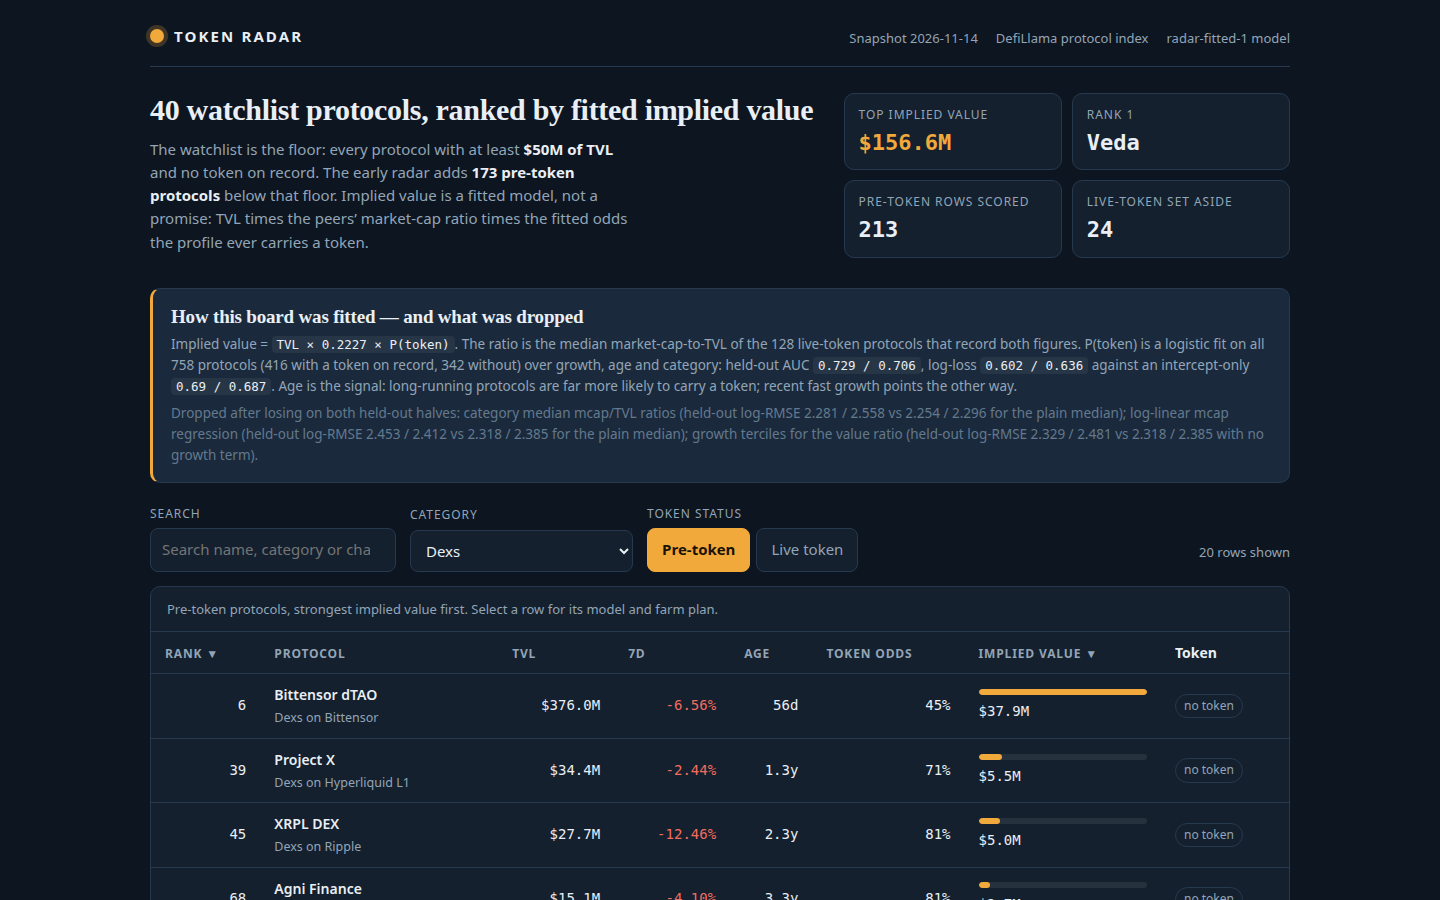 TOKEN RADAR
Snapshot 2026-11-14 DefiLlama protocol index radar-fitted-1 model
40 watchlist protocols, ranked by fitted implied value
The watchlist is the floor: every protocol with at least $50M of TVL
and no token on record. The early radar adds 173 pre-token
protocols below that floor. Implied value is a fitted model, not a
promise: TVL times the peers’ market-cap ratio times the fitted odds
the profile ever carries a token.
TOP IMPLIED VALUE
$156.6M
RANK 1
Veda
PRE-TOKEN ROWS SCORED
213
LIVE-TOKEN SET ASIDE
24
How this board was fitted — and what was dropped
Implied value = TVL × 0.2227 × P(token). The ratio is the median market-cap-to-TVL of the 128 live-token protocols that record both figures. P(token) is a logistic fit on all
758 protocols (416 with a token on record, 342 without) over growth, age and category: held-out AUC 0.729 / 0.706, log-loss 0.602 / 0.636 against an intercept-only
0.69 / 0.687. Age is the signal: long-running protocols are far more likely to carry a token; recent fast growth points the other way.
Dropped after losing on both held-out halves: category median mcap/TVL ratios (held-out log-RMSE 2.281 / 2.558 vs 2.254 / 2.296 for the plain median); log-linear mcap
regression (held-out log-RMSE 2.453 / 2.412 vs 2.318 / 2.385 for the plain median); growth terciles for the value ratio (held-out log-RMSE 2.329 / 2.481 vs 2.318 / 2.385 with no
growth term).
SEARCH
Search name, category or cha
CATEGORY
Dexs
TOKEN STATUS
Pre-token Live token
20 rows shown
Pre-token protocols, strongest implied value first. Select a row for its model and farm plan.
RANK ▼ PROTOCOL TVL 7D AGE TOKEN ODDS IMPLIED VALUE ▼ Token
6 Bittensor dTAO $376.0M -6.56% 56d 45% $37.9M no token
Dexs on Bittensor
39 Project X $34.4M -2.44% 1.3y 71% $5.5M no token
Dexs on Hyperliquid L1
45 XRPL DEX $27.7M -12.46% 2.3y 81% $5.0M no token
Dexs on Ripple
68 Agni Finance $15.1M -4.10% 3.3y 81% no token